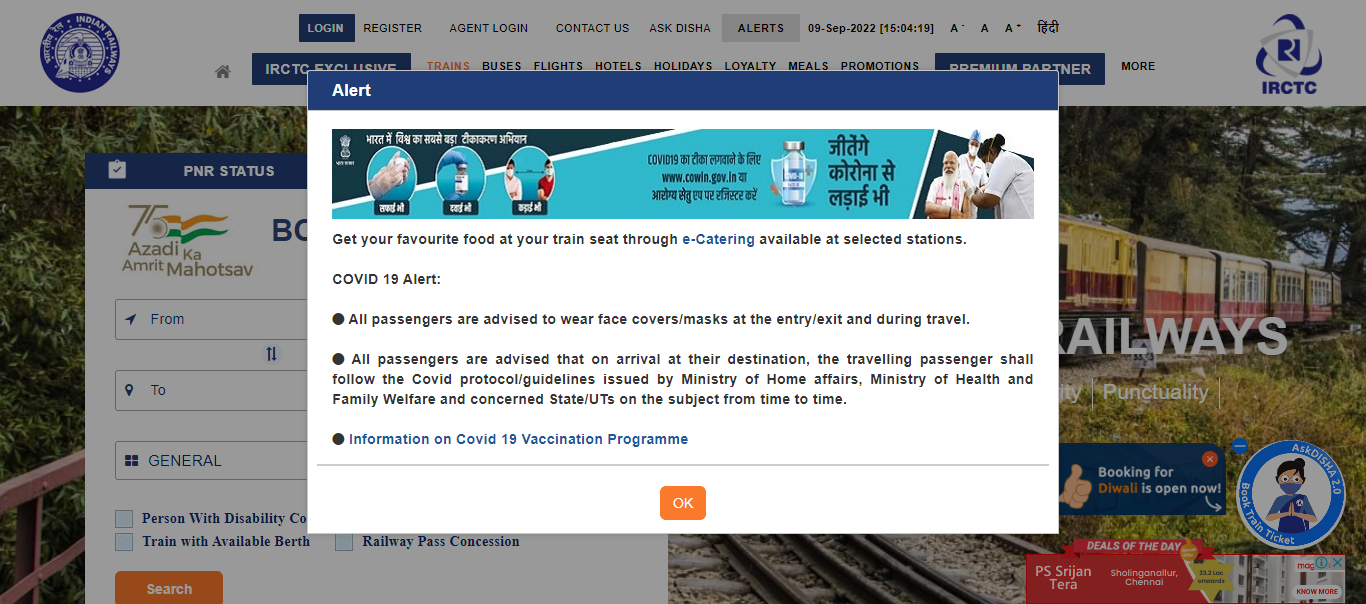 LOGIN REGISTER AGENT LOGIN CONTACT US ASK DISHA ALERTS 09-Sep-2022 [15:04:19] A- A A+ हिंदी
IRCTC EXCLUSIVE TRAINS BUSES FLIGHTS HOTELS HOLIDAYS LOYALTY MEALS PROMOTIONS PREMIUM PARTNER MORE
INDIAN RAILWAYS
भारतीय रेल
IRCTC
Alert
भारत में विश्व का सबसे बड़ा टीकाकरण अभियान
सफाई भी
दवाई भी
कड़ाई भी
COVID19 का टीका लगवाने के लिए
www.cowin.gov.in या
आरोग्य सेतु एप पर रजिस्टर करें
जीतेंगे
कोरोना से
लड़ाई भी
Get your favourite food at your train seat through e-Catering available at selected stations.
COVID 19 Alert:
● All passengers are advised to wear face covers/masks at the entry/exit and during travel.
● All passengers are advised that on arrival at their destination, the travelling passenger shall
follow the Covid protocol/guidelines issued by Ministry of Home affairs, Ministry of Health and
Family Welfare and concerned State/UTs on the subject from time to time.
● Information on Covid 19 Vaccination Programme
OK
PNR STATUS
75
Azadi Ka
Amrit Mahotsav
BO
From
To
GENERAL
Person With Disability Co
Train with Available Berth
Railway Pass Concession
Search
RAILWAYS
ity | Punctuality |
Booking for
Diwali is open now!
AskDISHA 2.0
Book Train Ticket
DEALS OF THE DAY
PS Srijan
Tera
Sholinganallur,
Chennai
33.2 Lac
onwards
mag
KNOW MORE